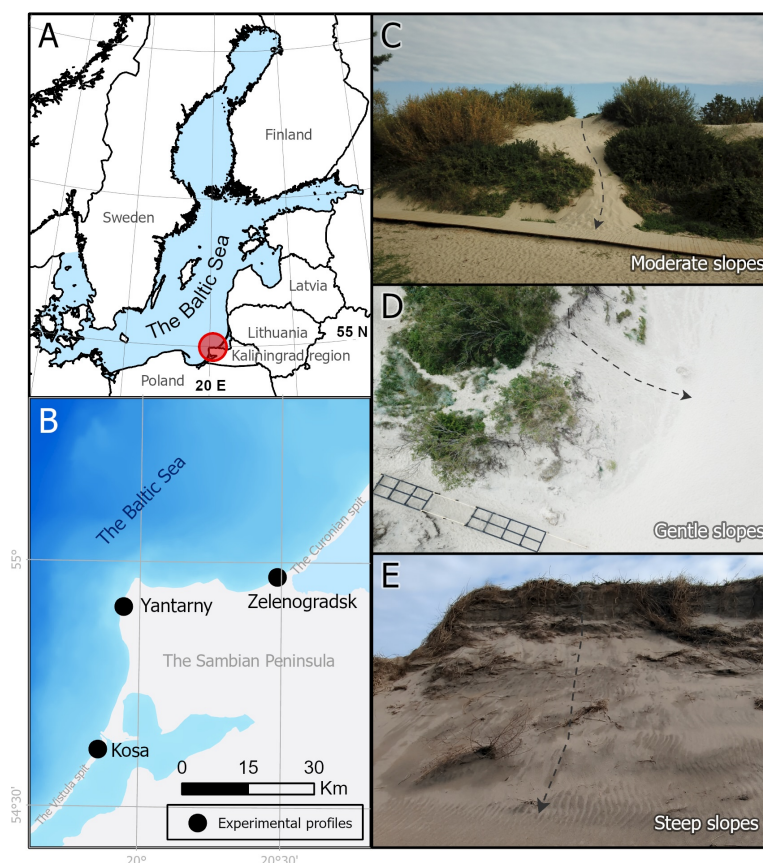 A
Finland
Sweden
The Baltic Sea
Latvia
Lithuania
55 N
Kaliningrad region
Poland
20 E
B
The Baltic Sea
The Curonian spit
55°
Yantarny
Zelenogradsk
The Sambian Peninsula
Kosa
The Vistula spit
0 15 30
Km
54°30'
Experimental profiles
20°
20°30'
C
Moderate slopes
D
Gentle slopes
E
Steep slopes